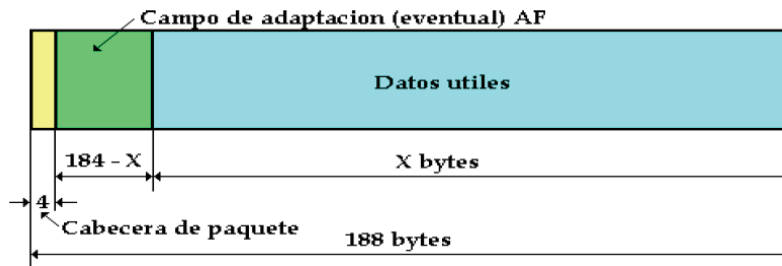 Campo de adaptacion (eventual) AF
Datos utiles
184 - X
X bytes
4
Cabecera de paquete
188 bytes